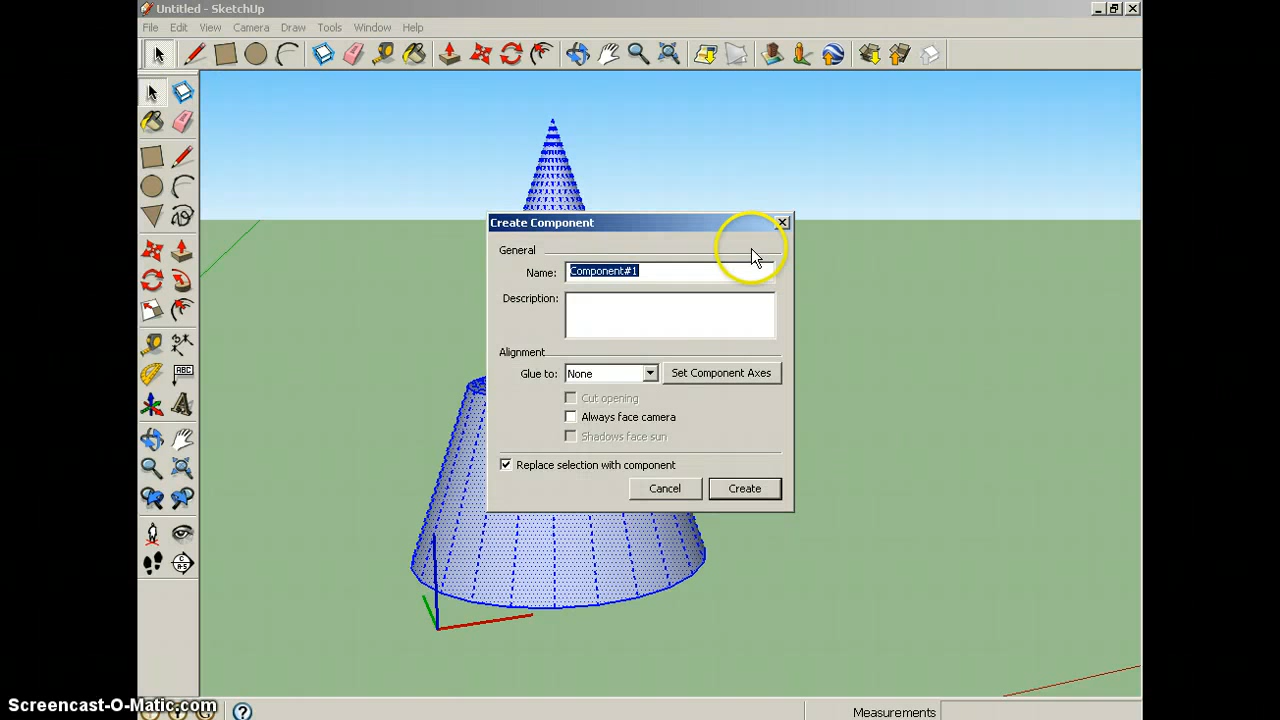 Untitled - SketchUp
File Edit View Camera Draw Tools Window Help
Create Component
General
Name: Component#1
Description:
Alignment
Glue to: None Set Component Axes
Cut opening
Always face camera
Shadows face sun
Replace selection with component
Cancel Create
ABC
Screencast-O-Matic.com
Measurements